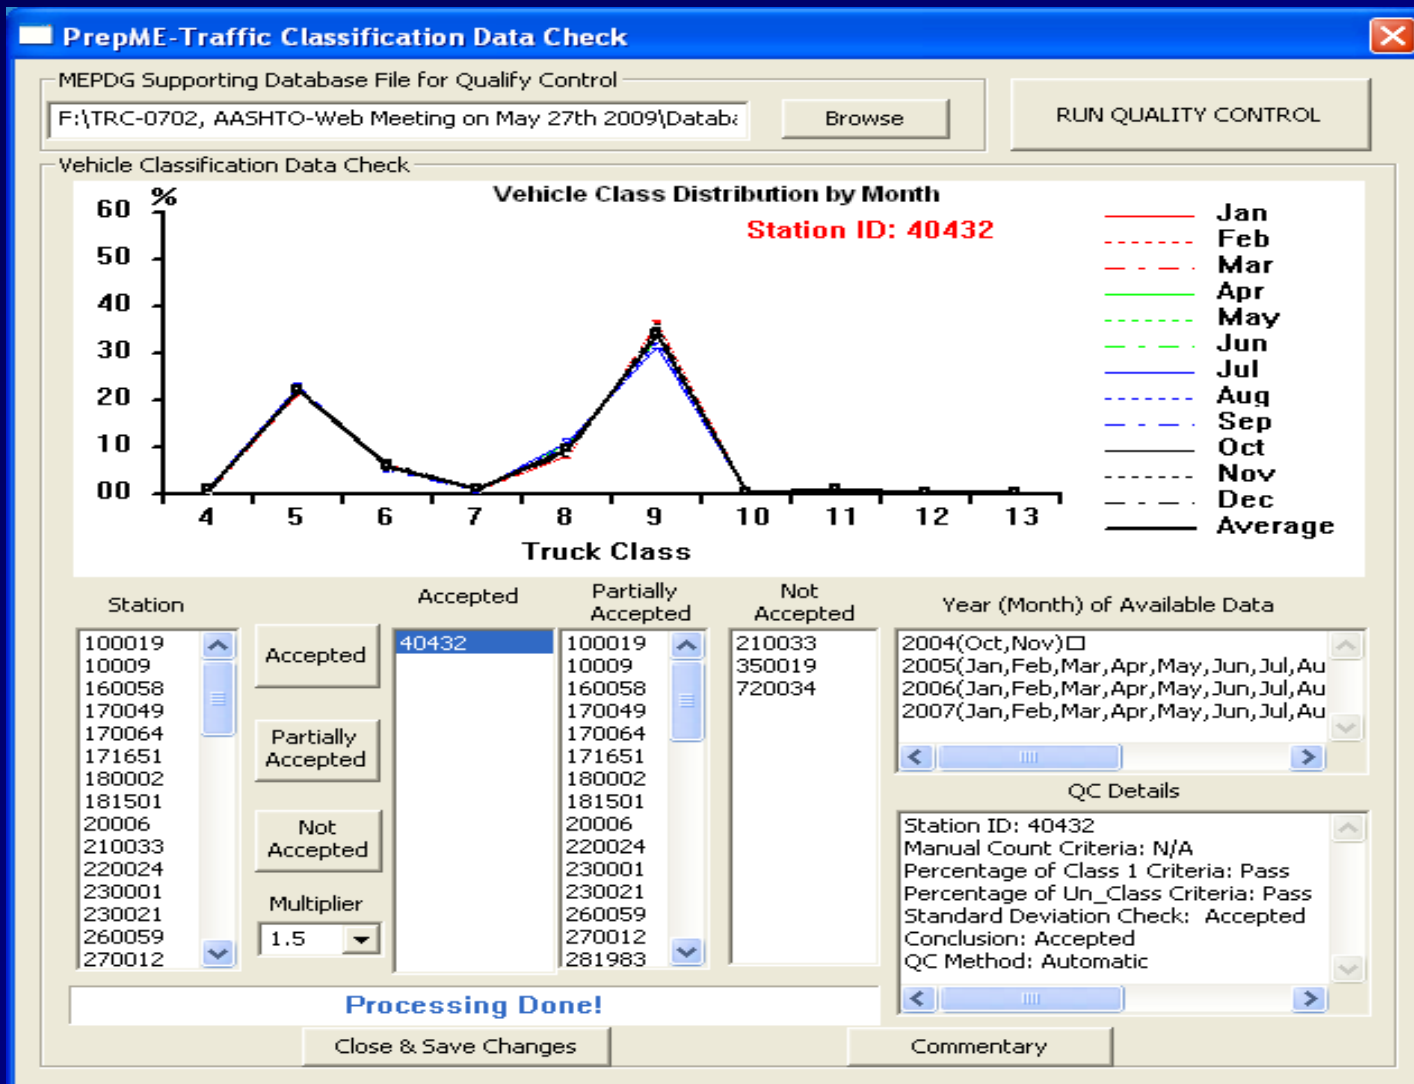 PrepME-Traffic Classification Data Check
MEPDG Supporting Database File for Qualify Control
F:\TRC-0702, AASHTO-Web Meeting on May 27th 2009\Databa
Browse
RUN QUALITY CONTROL
Vehicle Classification Data Check
Vehicle Class Distribution by Month
Station ID: 40432
%
60
50
40
30
20
10
00
4 5 6 7 8 9 10 11 12 13
Truck Class
Jan
Feb
Mar
Apr
May
Jun
Jul
Aug
Sep
Oct
Nov
Dec
Average
Station
100019
10009
160058
170049
170064
171651
180002
181501
20006
210033
220024
230001
230021
260059
270012
Accepted
Partially
Accepted
Not
Accepted
Multiplier
1.5
Accepted
40432
Partially
Accepted
100019
10009
160058
170049
170064
171651
180002
181501
20006
220024
230001
230021
260059
270012
281983
Not
Accepted
210033
350019
720034
Year (Month) of Available Data
2004(Oct,Nov)□
2005(Jan,Feb,Mar,Apr,May,Jun,Jul,Au
2006(Jan,Feb,Mar,Apr,May,Jun,Jul,Au
2007(Jan,Feb,Mar,Apr,May,Jun,Jul,Au
QC Details
Station ID: 40432
Manual Count Criteria: N/A
Percentage of Class 1 Criteria: Pass
Percentage of Un_Class Criteria: Pass
Standard Deviation Check:  Accepted
Conclusion: Accepted
QC Method: Automatic
Processing Done!
Close & Save Changes
Commentary